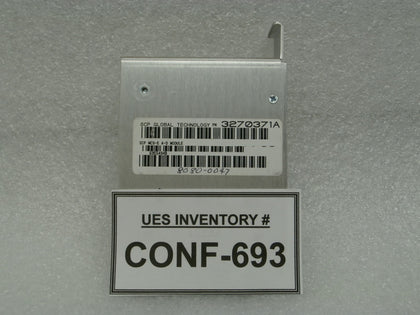 SCP GLOBAL TECHNOLOGY PN 3270371A
SCP MCU-E A-D MODULE
8080-0047
UES INVENTORY #
CONF-693